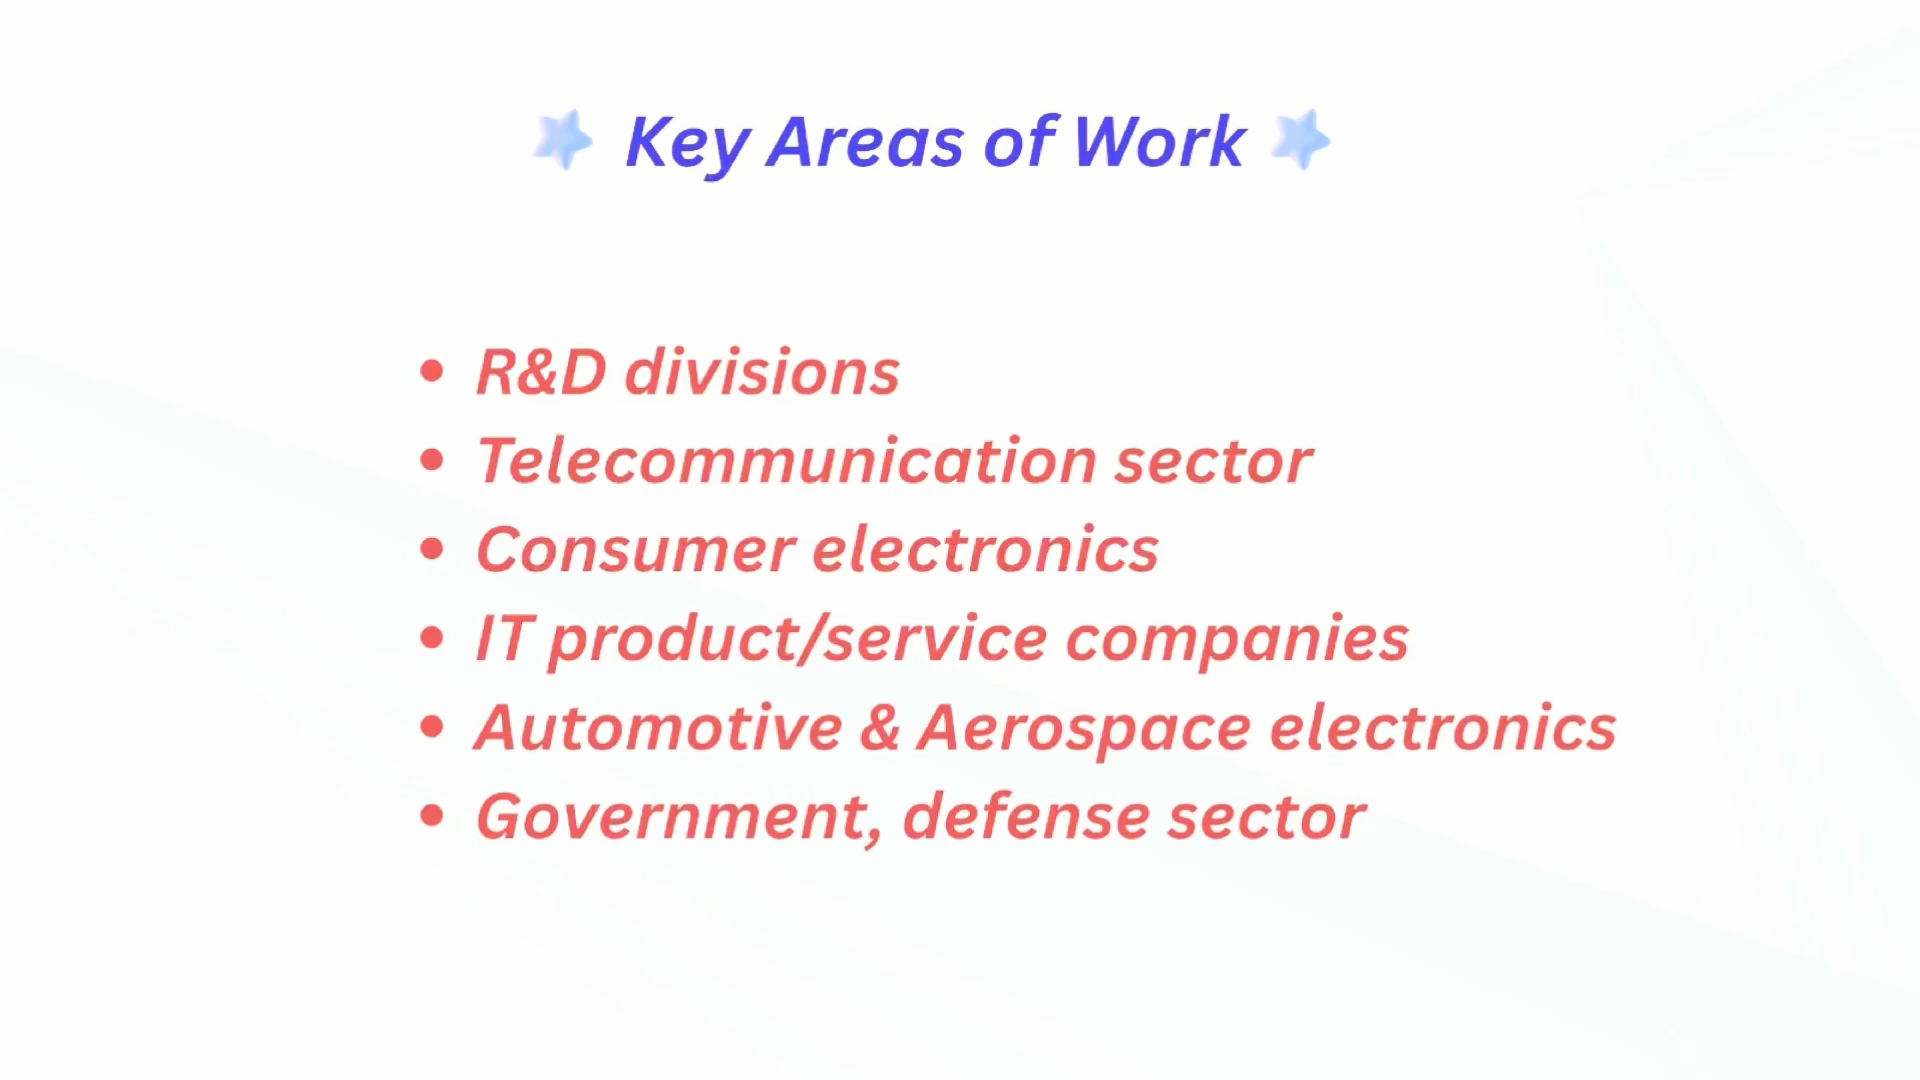 Key Areas of Work
• R&D divisions
• Telecommunication sector
• Consumer electronics
• IT product/service companies
• Automotive & Aerospace electronics
• Government, defense sector